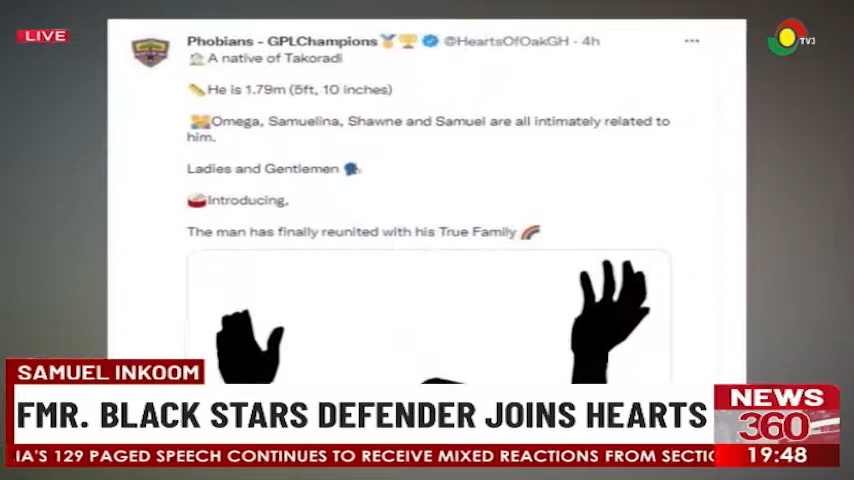 LIVE
Phobians - GPLChampions🏅🏆 @HeartsOfOakGH · 4h ...
🏠 A native of Takoradi
📏He is 1.79m (5ft, 10 inches)
👪Omega, Samuelina, Shawne and Samuel are all intimately related to
him.
Ladies and Gentlemen 🗣
🥁Introducing,
The man has finally reunited with his True Family 🌈
TV3
SAMUEL INKOOM
FMR. BLACK STARS DEFENDER JOINS HEARTS
NEWS
360
IA'S 129 PAGED SPEECH CONTINUES TO RECEIVE MIXED REACTIONS FROM SECTIO
19:48